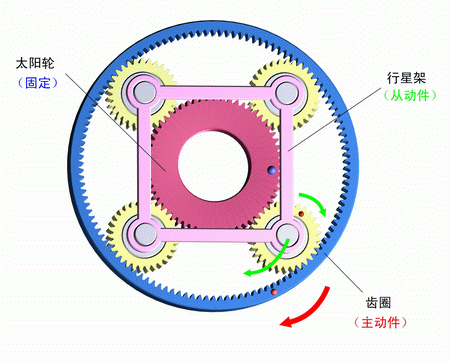 太阳轮
（固定）
行星架
（从动件）
齿圈
（主动件）